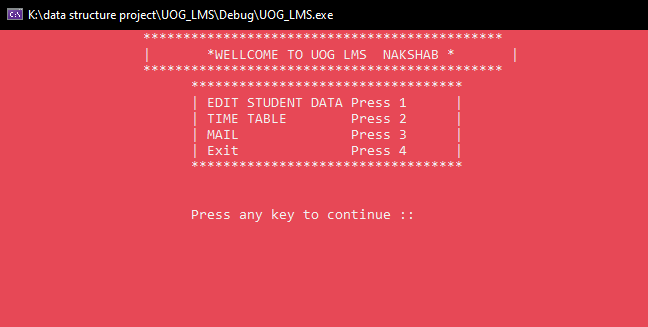 K:\data structure project\UOG_LMS\Debug\UOG_LMS.exe
*********************************************
| *WELLCOME TO UOG LMS NAKSHAB * |
*********************************************
**********************************
| EDIT STUDENT DATA Press 1 |
| TIME TABLE Press 2 |
| MAIL Press 3 |
| Exit Press 4 |
**********************************
Press any key to continue ::